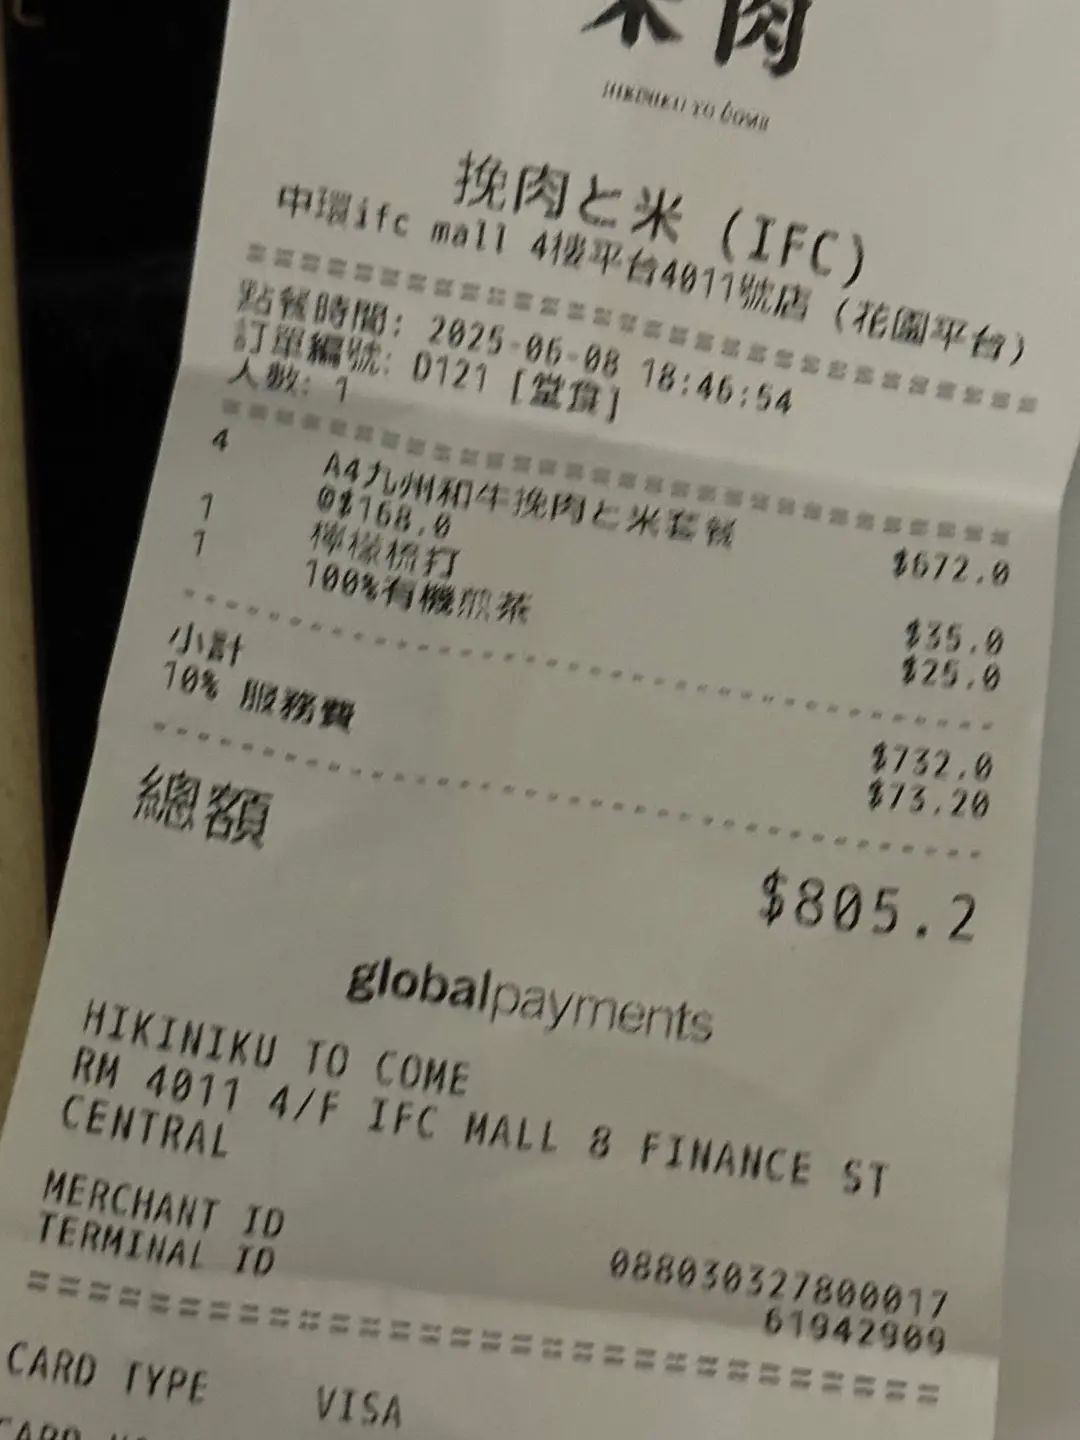 米肉
HIKINIKU TO COME
挽肉と米 (IFC)
中環ifc mall 4樓平台4011號店 (花園平台)
==============================
點餐時間: 2025-06-08 18:46:54
訂單編號: D121 [堂食]
人數: 1
==============================
4 A4九州和牛挽肉と米套餐 $672.0
@$168.0
1 檸檬梳打 $35.0
1 100%有機煎茶 $25.0
------------------------------
小計 $732.0
10% 服務費 $73.20
------------------------------
總額
$805.2
globalpayments
HIKINIKU TO COME
RM 4011 4/F IFC MALL 8 FINANCE ST
CENTRAL
MERCHANT ID 088030327800017
TERMINAL ID 61942909
==============================
CARD TYPE VISA